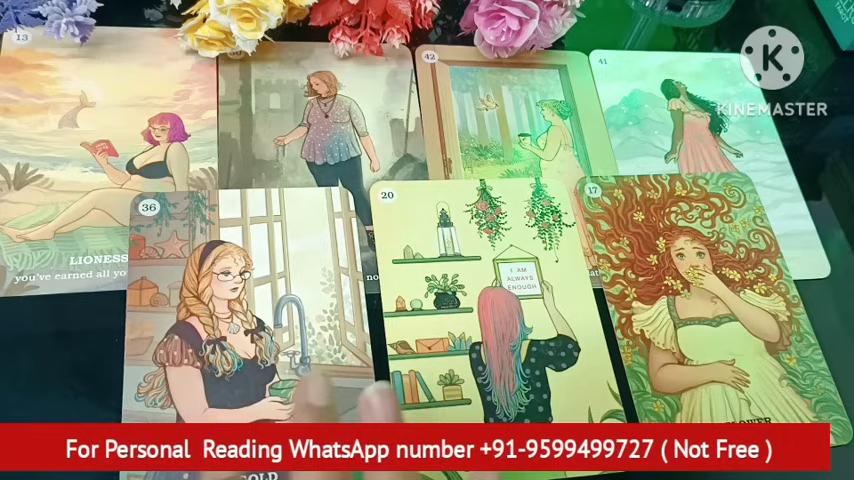 13
42
41
KINEMASTER
LIONESS
you've earned all yo
no
36
20
17
I AM
ALWAYS
ENOUGH
For Personal Reading WhatsApp number +91-9599499727 ( Not Free )